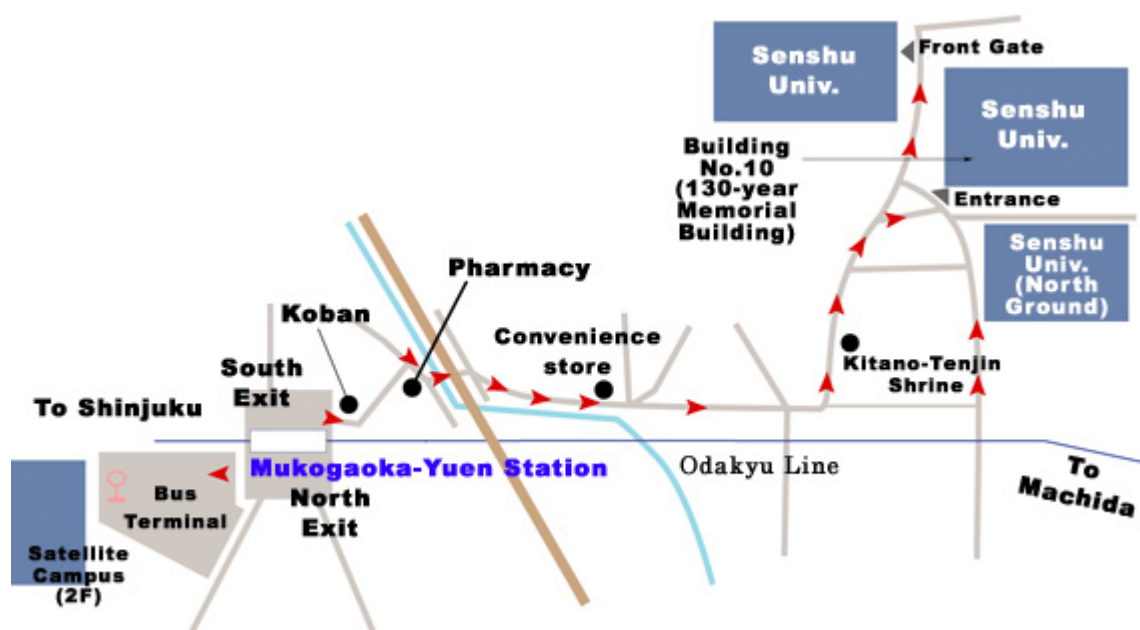 Senshu
Univ.
Front Gate
Senshu
Univ.
Building
No.10
(130-year
Memorial
Building)
Entrance
Senshu
Univ.
(North
Ground)
Pharmacy
Koban
Convenience
store
Kitano-Tenjin
Shrine
South
Exit
To Shinjuku
Mukogaoka-Yuen Station
Odakyu Line
To
Machida
Bus
Terminal
North
Exit
Satellite
Campus
(2F)